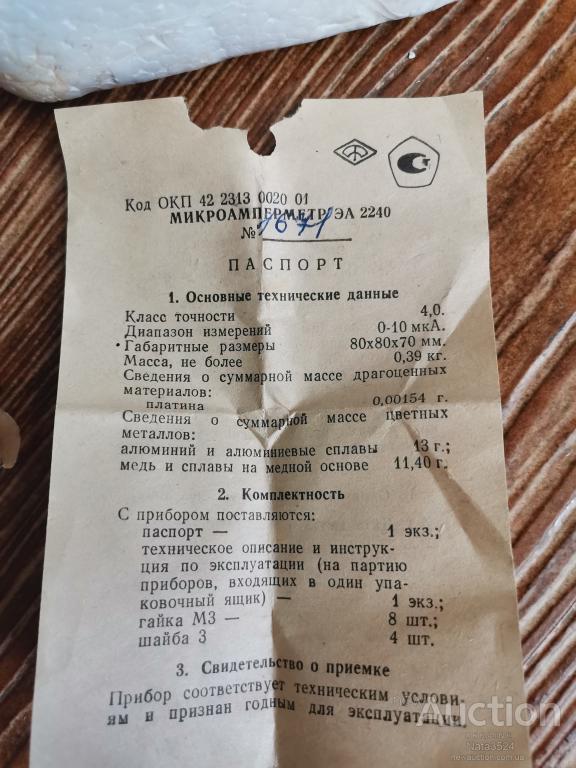 Код ОКП 42 2313 0020 01
МИКРОАМПЕРМЕТР ЭЛ 2240
№ 1671
ПАСПОРТ
1. Основные технические данные
Класс точности 4,0.
Диапазон измерений 0-10 мкА.
Габаритные размеры 80х80х70 мм.
Масса, не более 0,39 кг.
Сведения о суммарной массе драгоценных
материалов:
платина 0,00154 г.
Сведения о суммарной массе цветных
металлов:
алюминий и алюминиевые сплавы 13 г.;
медь и сплавы на медной основе 11,40 г.
2. Комплектность
С прибором поставляются:
паспорт — 1 экз.;
техническое описание и инструк-
ция по эксплуатации (на партию
приборов, входящих в один упа-
ковочный ящик) — 1 экз.;
гайка М3 — 8 шт.;
шайба 3 4 шт.
3. Свидетельство о приемке
Прибор соответствует техническим услови-
ям и признан годным для эксплуатации.
Auction
Nata3524
newauction.com.ua